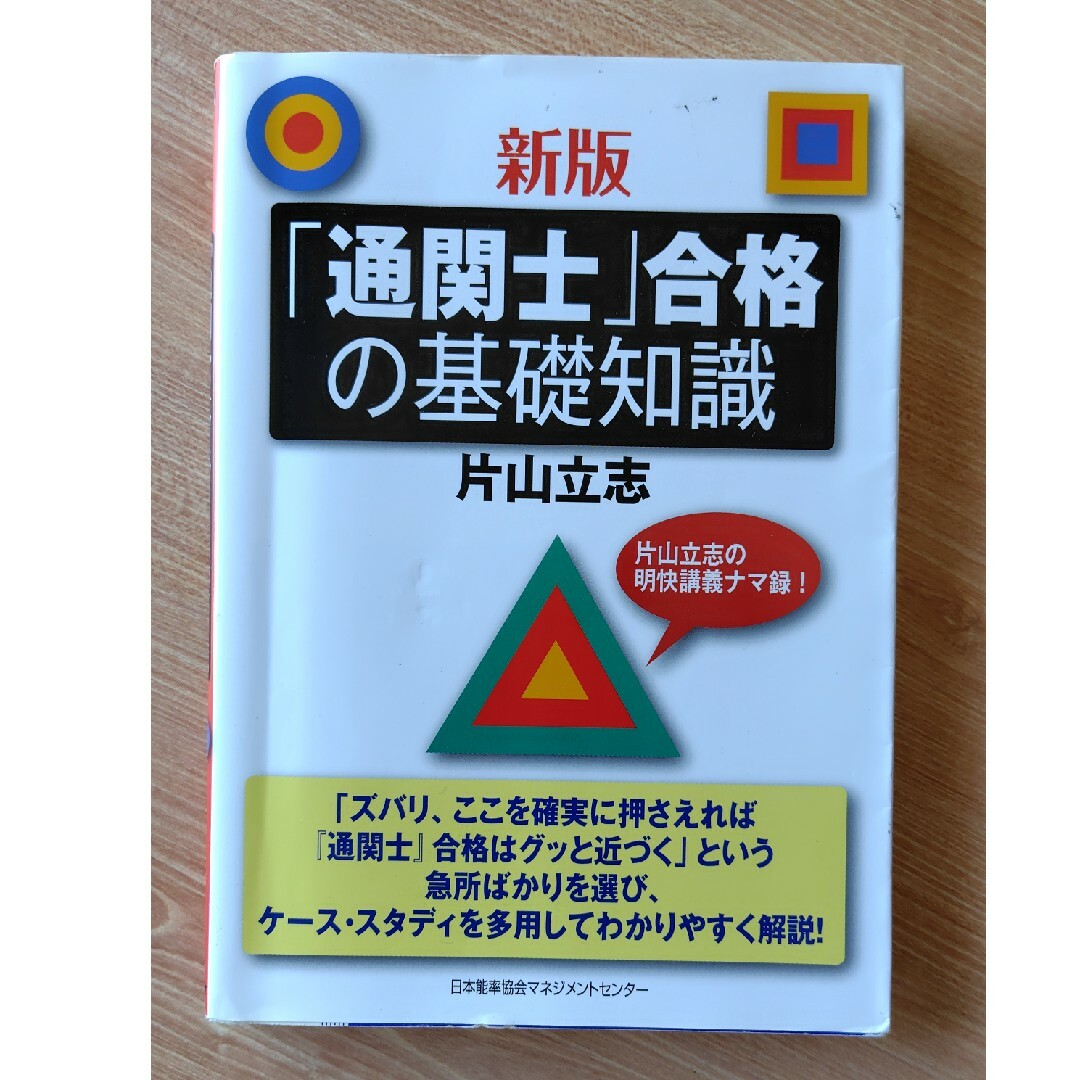 新版
「通関士」合格
の基礎知識
片山立志
片山立志の
明快講義ナマ録！
「ズバリ、ここを確実に押さえれば
『通関士』合格はグッと近づく」という
急所ばかりを選び、
ケース・スタディを多用してわかりやすく解説!
日本能率協会マネジメントセンター